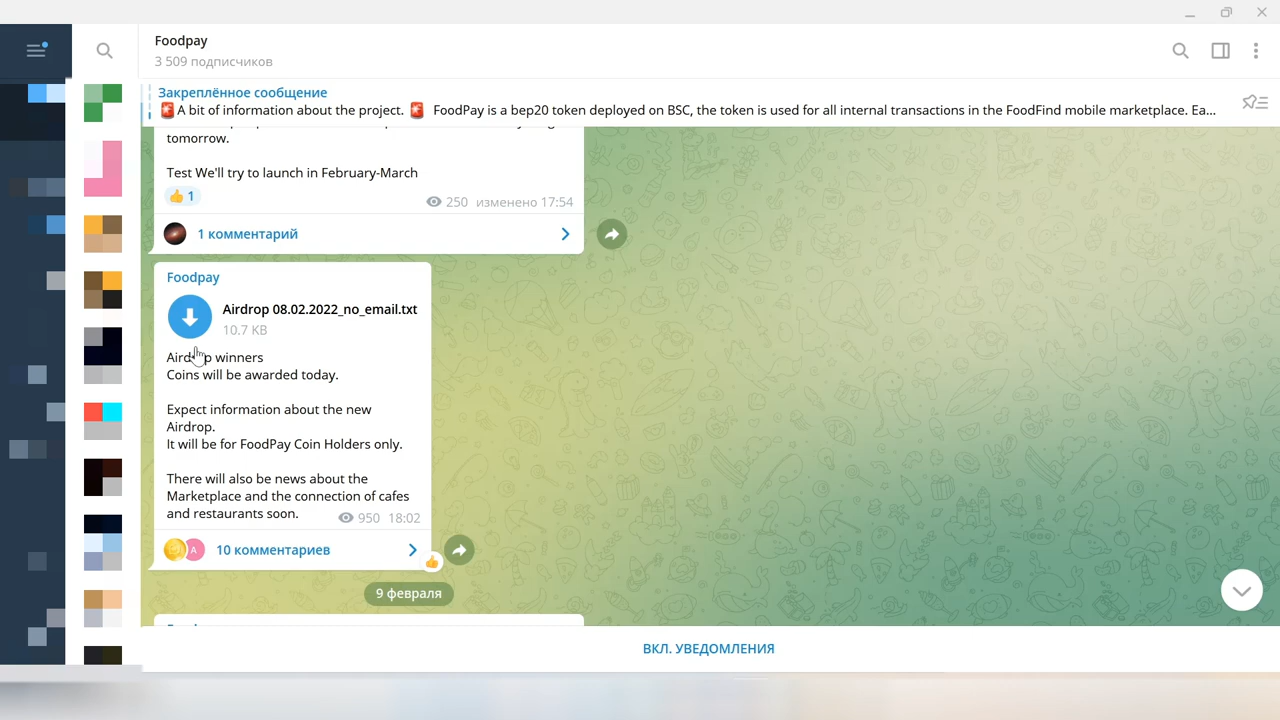 Foodpay
3 509 подписчиков
Закреплённое сообщение
🚨A bit of information about the project. 🚨 FoodPay is a bep20 token deployed on BSC, the token is used for all internal transactions in the FoodFind mobile marketplace. Ea...
tomorrow.
Test We'll try to launch in February-March
👍 1
250 изменено 17:54
1 комментарий
Foodpay
Airdrop 08.02.2022_no_email.txt
10.7 KB
Airdrop winners
Coins will be awarded today.
Expect information about the new
Airdrop.
It will be for FoodPay Coin Holders only.
There will also be news about the
Marketplace and the connection of cafes
and restaurants soon.
950 18:02
A
10 комментариев
9 февраля
ВКЛ. УВЕДОМЛЕНИЯ